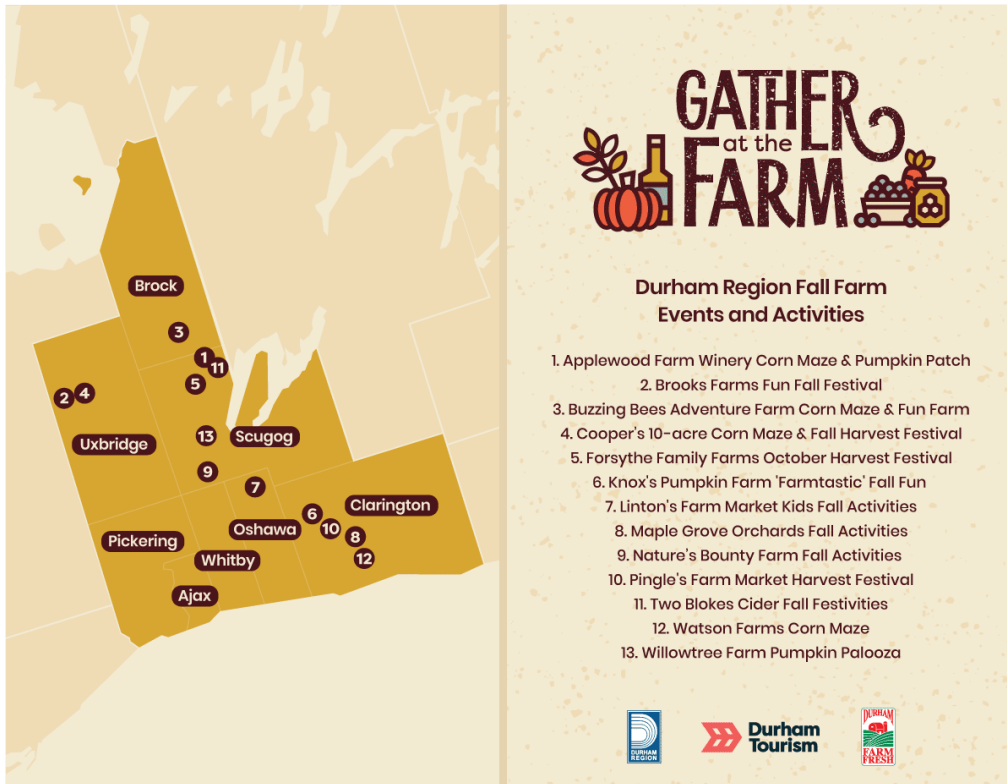 Brock
3
1
11
5
2
4
13
Scugog
Uxbridge
9
7
Clarington
6
10
Oshawa
8
Pickering
Whitby
12
Ajax
GATHER
at the
FARM
Durham Region Fall Farm
Events and Activities
1. Applewood Farm Winery Corn Maze & Pumpkin Patch
2. Brooks Farms Fun Fall Festival
3. Buzzing Bees Adventure Farm Corn Maze & Fun Farm
4. Cooper's 10-acre Corn Maze & Fall Harvest Festival
5. Forsythe Family Farms October Harvest Festival
6. Knox's Pumpkin Farm 'Farmtastic' Fall Fun
7. Linton's Farm Market Kids Fall Activities
8. Maple Grove Orchards Fall Activities
9. Nature's Bounty Farm Fall Activities
10. Pingle's Farm Market Harvest Festival
11. Two Blokes Cider Fall Festivities
12. Watson Farms Corn Maze
13. Willowtree Farm Pumpkin Palooza
DURHAM
REGION
Durham
Tourism
DURHAM
FARM
FRESH